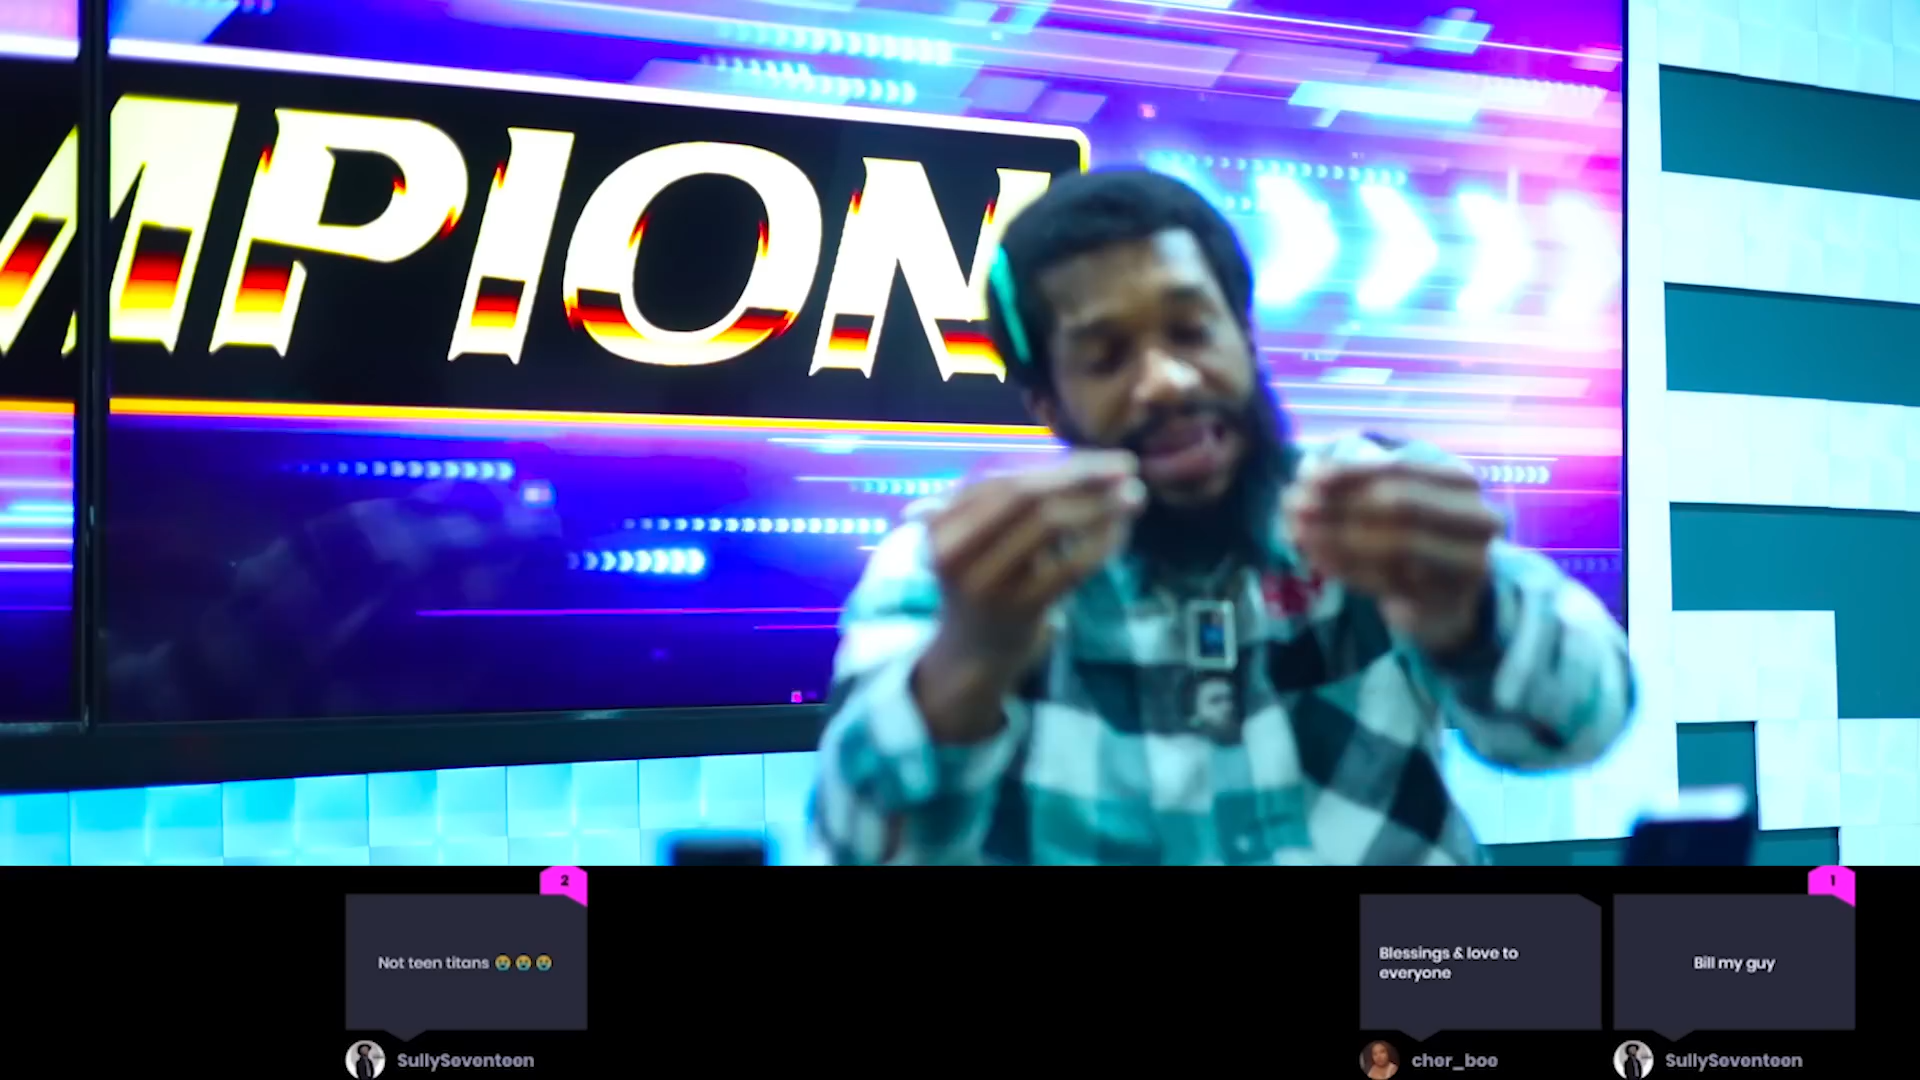 MPION
2
Not teen titans 😭 😭 😭
SullySeventeen
Blessings & love to
everyone
cher_boo
1
Bill my guy
SullySeventeen